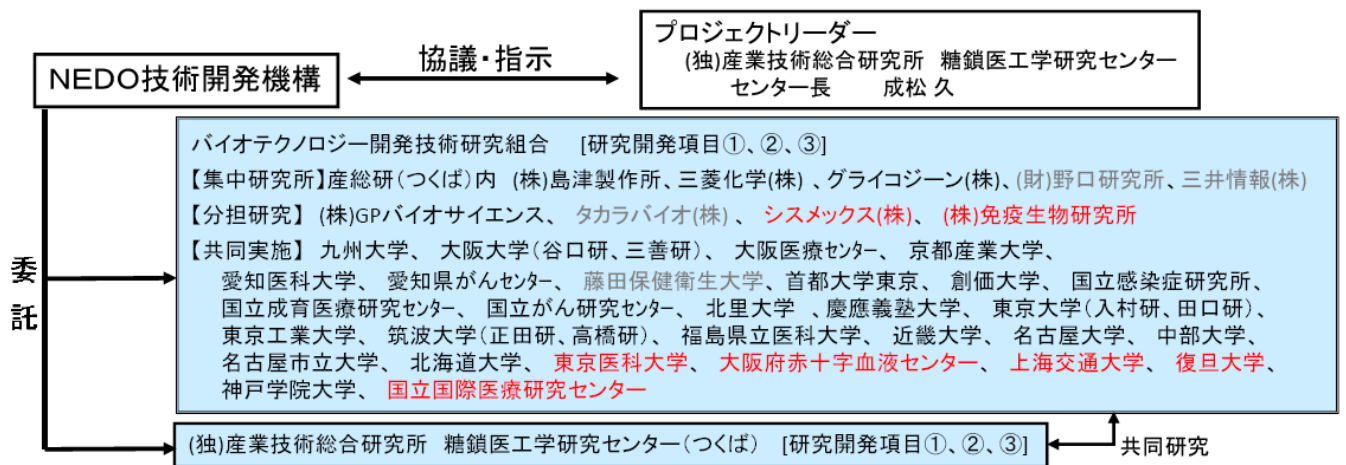 プロジェクトリーダー
(独)産業技術総合研究所 糖鎖医工学研究センター
センター長 成松 久
協議・指示
NEDO技術開発機構
バイオテクノロジー開発技術研究組合 [研究開発項目①、②、③]
【集中研究所】産総研(つくば)内 (株)島津製作所、三菱化学(株) 、グライコジーン(株)、(財)野口研究所、三井情報(株)
【分担研究】 (株)GPバイオサイエンス、 タカラバイオ(株) 、 シスメックス(株)、 (株)免疫生物研究所
【共同実施】 九州大学、 大阪大学(谷口研、三善研)、 大阪医療センター、 京都産業大学、
愛知医科大学、 愛知県がんセンター、 藤田保健衛生大学、首都大学東京、 創価大学、 国立感染症研究所、
国立成育医療研究センター、 国立がん研究センター、 北里大学 、慶應義塾大学、 東京大学(入村研、田口研)、
東京工業大学、 筑波大学(正田研、高橋研)、 福島県立医科大学、 近畿大学、 名古屋大学、 中部大学、
名古屋市立大学、 北海道大学、 東京医科大学、 大阪府赤十字血液センター、 上海交通大学、 復旦大学、
神戸学院大学、 国立国際医療研究センター
委託
(独)産業技術総合研究所 糖鎖医工学研究センター(つくば) [研究開発項目①、②、③]
共同研究